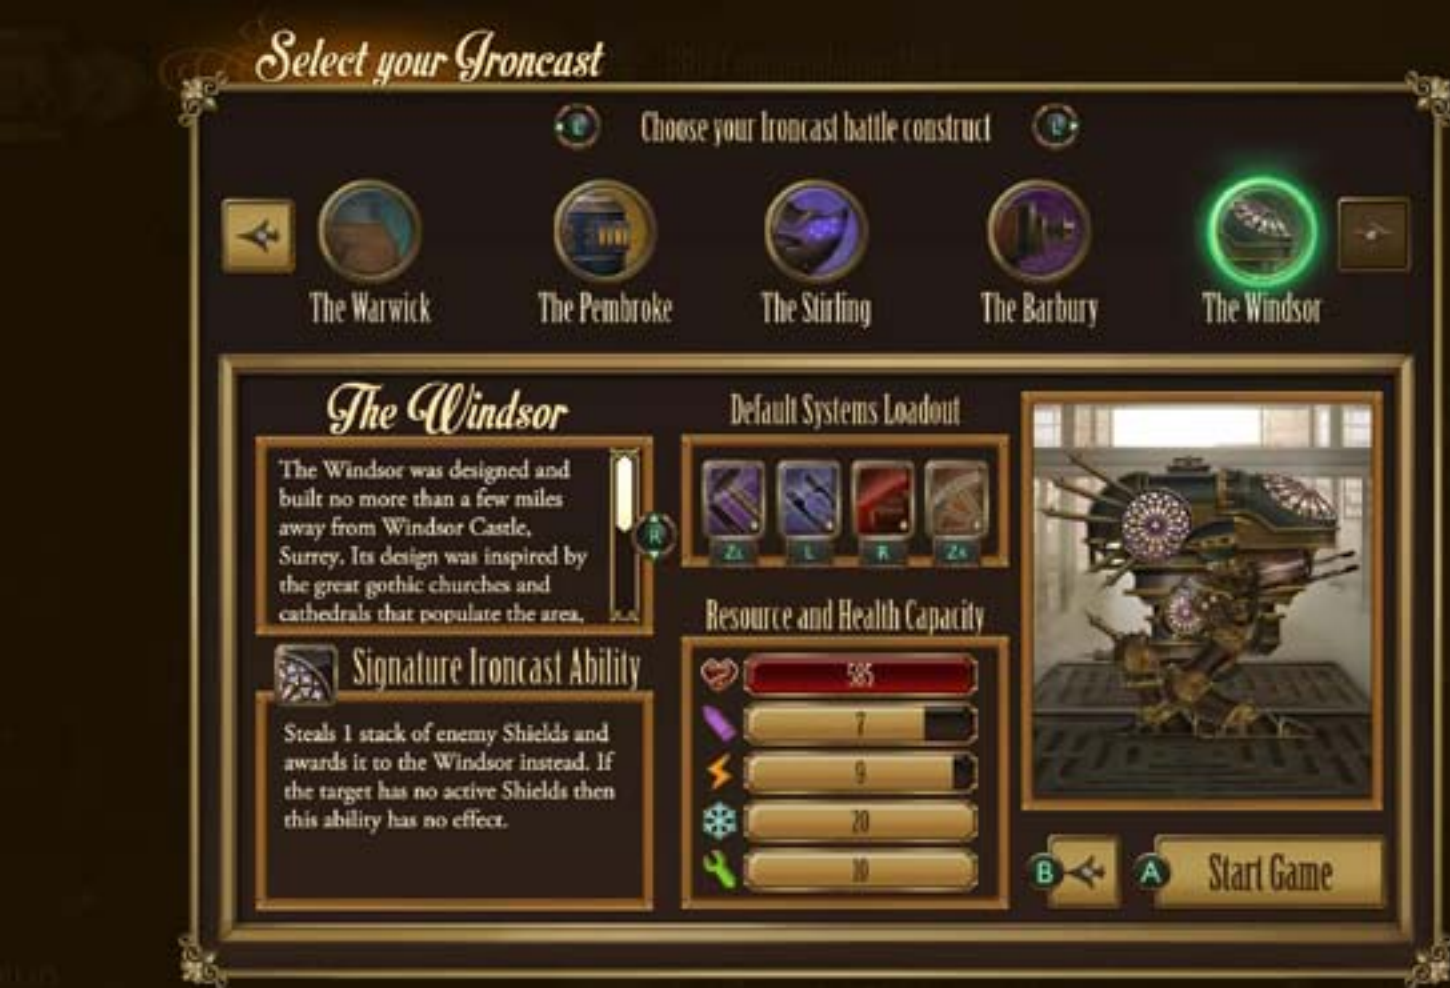 Select your Ironcast
L
Choose your Ironcast battle construct
L
The Warwick
The Pembroke
The Stirling
The Barbury
The Windsor
The Windsor
The Windsor was designed and
built no more than a few miles
away from Windsor Castle,
Surrey. Its design was inspired by
the great gothic churches and
cathedrals that populate the area,
R
Signature Ironcast Ability
Steals 1 stack of enemy Shields and
awards it to the Windsor instead. If
the target has no active Shields then
this ability has no effect.
Default Systems Loadout
ZL
L
R
ZR
Resource and Health Capacity
585
7
9
20
10
B
A
Start Game